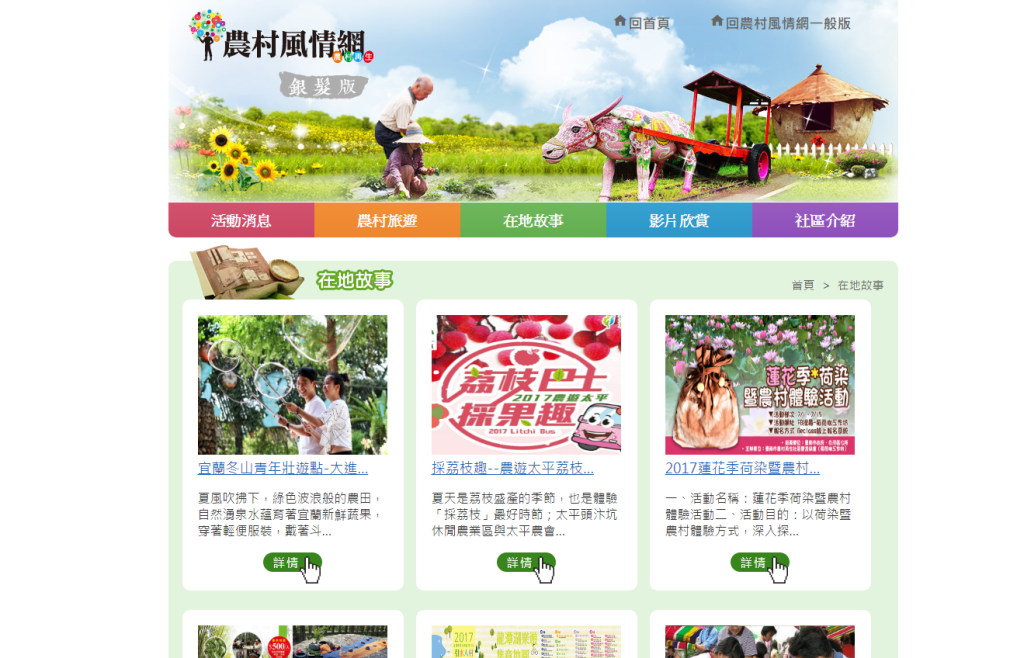 回首頁
回農村風情網一般版
農村風情網
農村再生
銀髮版
活動消息
農村旅遊
在地故事
影片欣賞
社區介紹
在地故事
首頁 > 在地故事
荔枝巴士
2017農遊太平
採果趣
2017 Litchi Bus
蓮花季*荷染
暨農村體驗活動
宜蘭冬山青年壯遊點-大進...
採荔枝趣--農遊太平荔枝...
2017蓮花季荷染暨農村...
夏風吹拂下，綠色波浪般的農田，
自然湧泉水蘊育著宜蘭新鮮蔬果，
穿著輕便服裝，戴著斗...
夏天是荔枝盛產的季節，也是體驗
「採荔枝」最好時節；太平頭汴坑
休閒農業區與太平農會...
一、活動名稱：蓮花季荷染暨農村
體驗活動二、活動目的：以荷染暨
農村體驗方式，深入探...
詳情
詳情
詳情
$500
2017